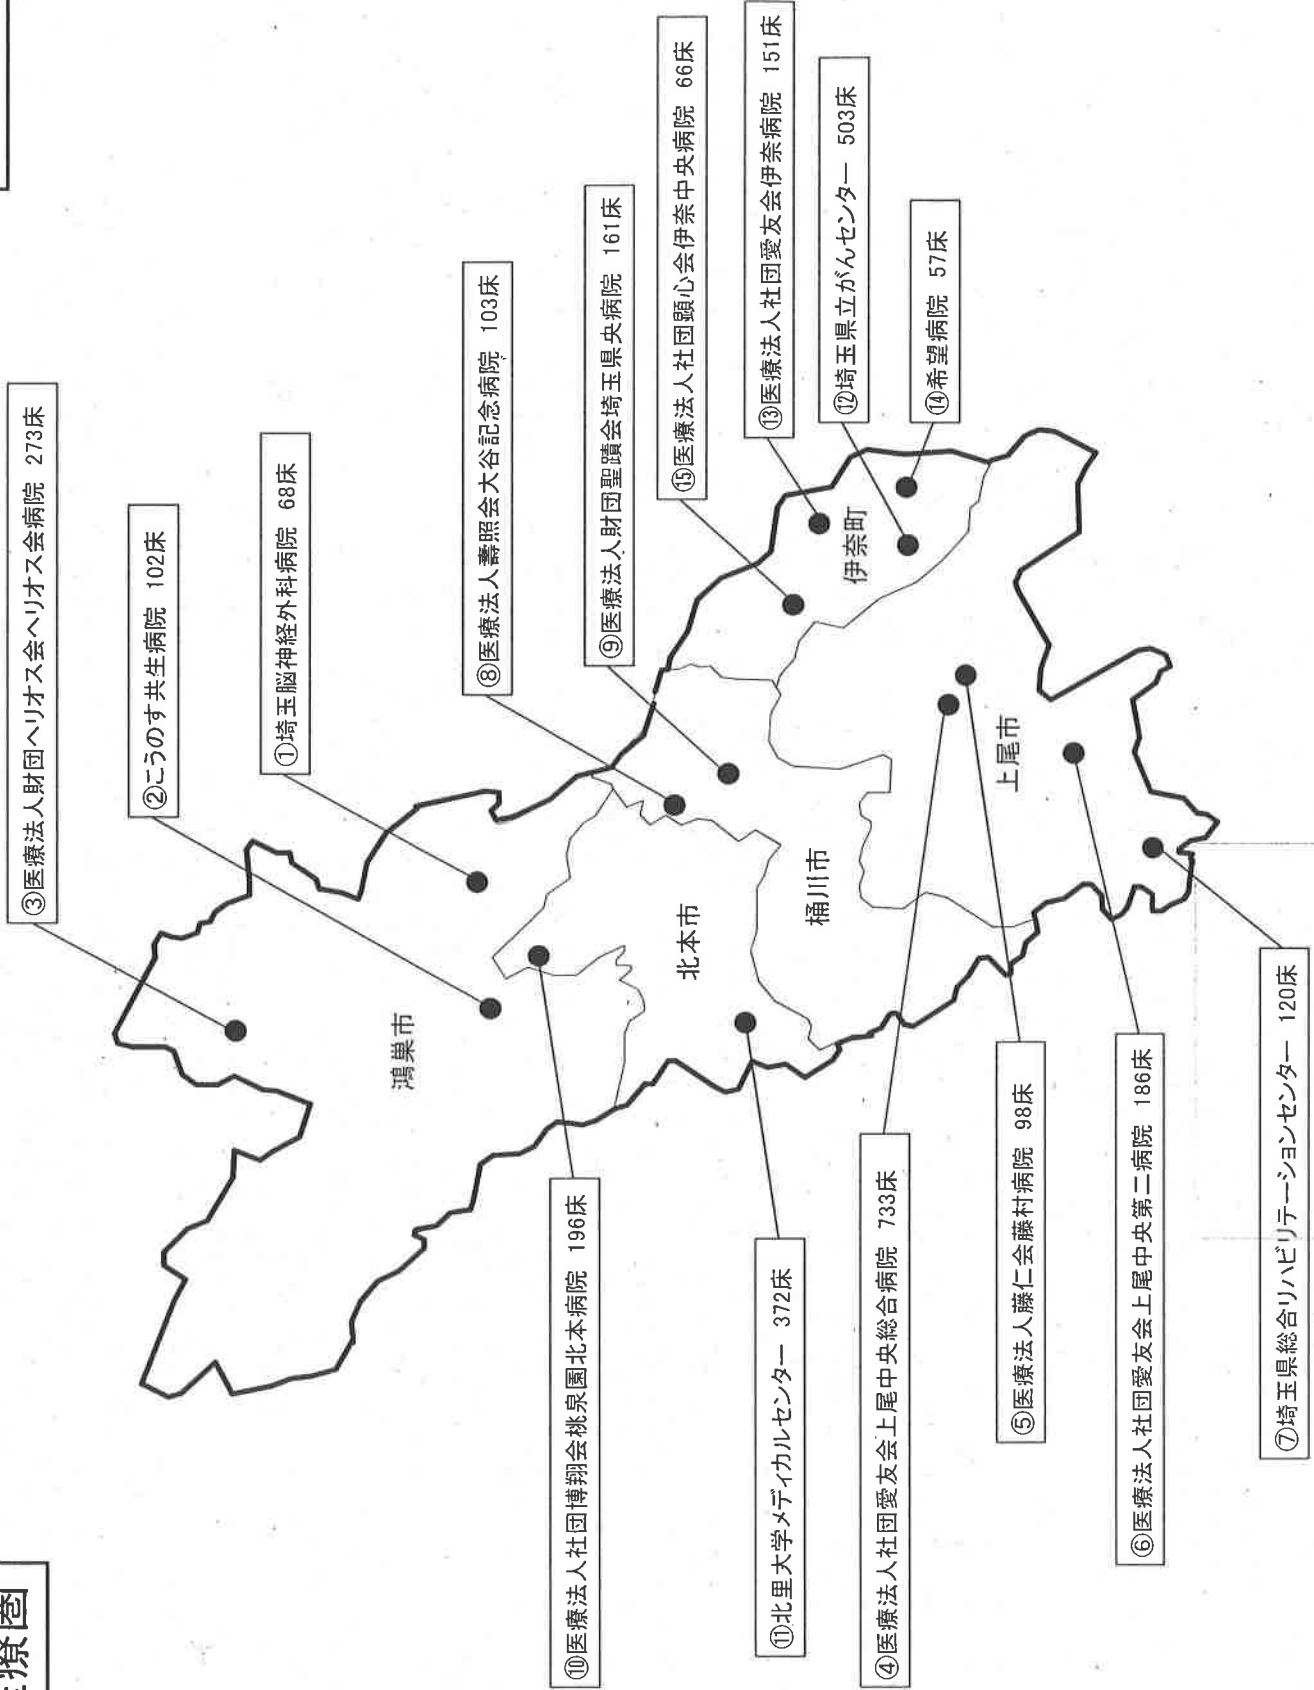 療圏
③医療法人財団ヘリオス会ヘリオス会病院 273床
②こうのす共生病院 102床
①埼玉脳神経外科病院 68床
⑧医療法人壽照会大谷記念病院 103床
⑨医療法人財団聖蹟会埼玉県央病院 161床
⑮医療法人社団顕心会伊奈中央病院 66床
⑬医療法人社団愛友会伊奈病院 151床
⑫埼玉県立がんセンター 503床
⑭希望病院 57床
鴻巣市
北本市
桶川市
伊奈町
上尾市
⑩医療法人社団博翔会桃泉園北本病院 196床
⑪北里大学メディカルセンター 372床
④医療法人社団愛友会上尾中央総合病院 733床
⑤医療法人藤仁会藤村病院 98床
⑥医療法人社団愛友会上尾中央第二病院 186床
⑦埼玉県総合リハビリテーションセンター 120床